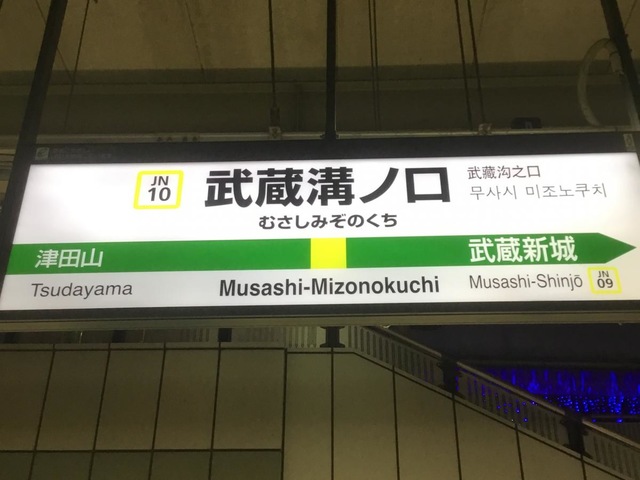 JN
10
武蔵溝ノ口
武藏沟之口
무사시 미조노쿠치
むさしみぞのくち
津田山
武蔵新城
Tsudayama
Musashi-Mizonokuchi
Musashi-Shinjō
JN
09